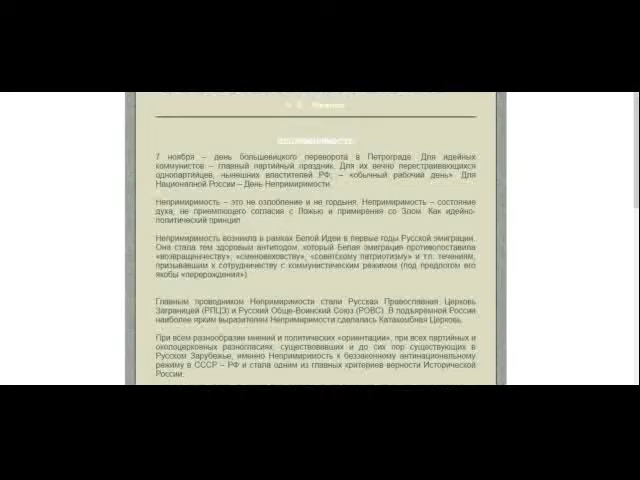 НЕПРИМИРИМОСТЬ
7 ноября – день большевицкого переворота в Петрограде. Для идейных
коммунистов – главный партийный праздник. Для их вечно перестраивающихся
однопартийцев, нынешних властителей РФ, – «обычный рабочий день». Для
Национальной России – День Непримиримости.
Непримиримость – это не озлобление и не гордыня. Непримиримость – состояние
духа, не приемлющего согласия с Ложью и примирения со Злом. Как идейно-
политический принцип
Непримиримость возникла в рамках Белой Идеи в первые годы Русской эмиграции.
Она стала тем здоровым антиподом, который Белая эмиграция противопоставила
«возвращенчеству», «сменовеховству», «советскому патриотизму» и т.п. течениям,
призывавшим к сотрудничеству с коммунистическим режимом (под предлогом его
якобы «перерождения»).
Главным проводником Непримиримости стали Русская Православная Церковь
Заграницей (РПЦЗ) и Русский Обще-Воинский Союз (РОВС). В подъяремной России
наиболее ярким выразителем Непримиримости сделалась Катакомбная Церковь.
При всем разнообразии мнений и политических «ориентаций», при всех партийных и
околоцерковных разногласиях, существовавших и до сих пор существующих в
Русском Зарубежье, именно Непримиримость к беззаконному антинациональному
режиму в СССР – РФ и стала одним из главных критериев верности Исторической
России.